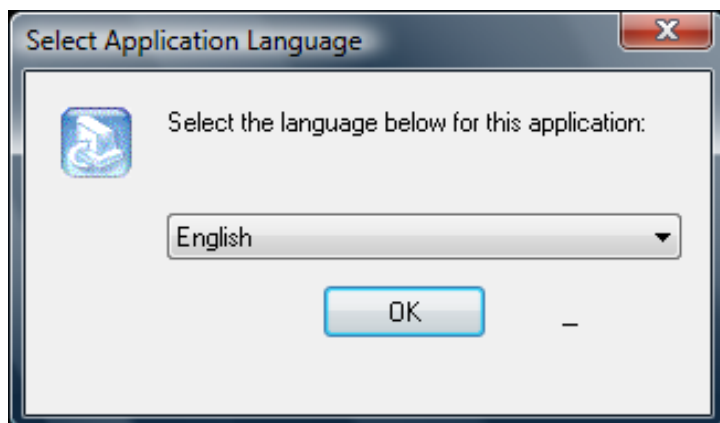 Select Application Language
Select the language below for this application:
English
OK
_